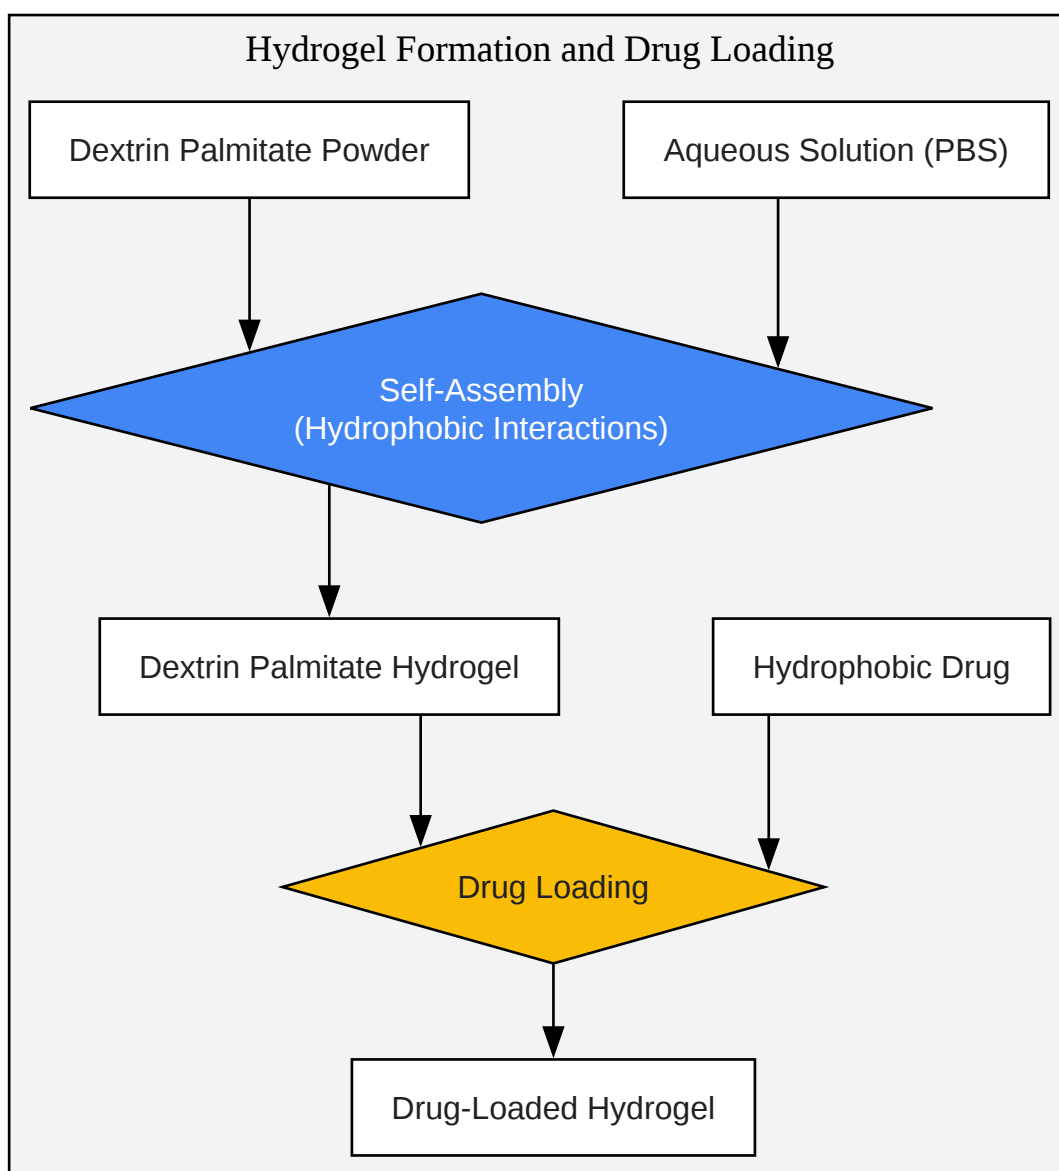 Hydrogel Formation and Drug Loading
Dextrin Palmitate Powder
Aqueous Solution (PBS)
Self-Assembly
(Hydrophobic Interactions)
Dextrin Palmitate Hydrogel
Hydrophobic Drug
Drug Loading
Drug-Loaded Hydrogel